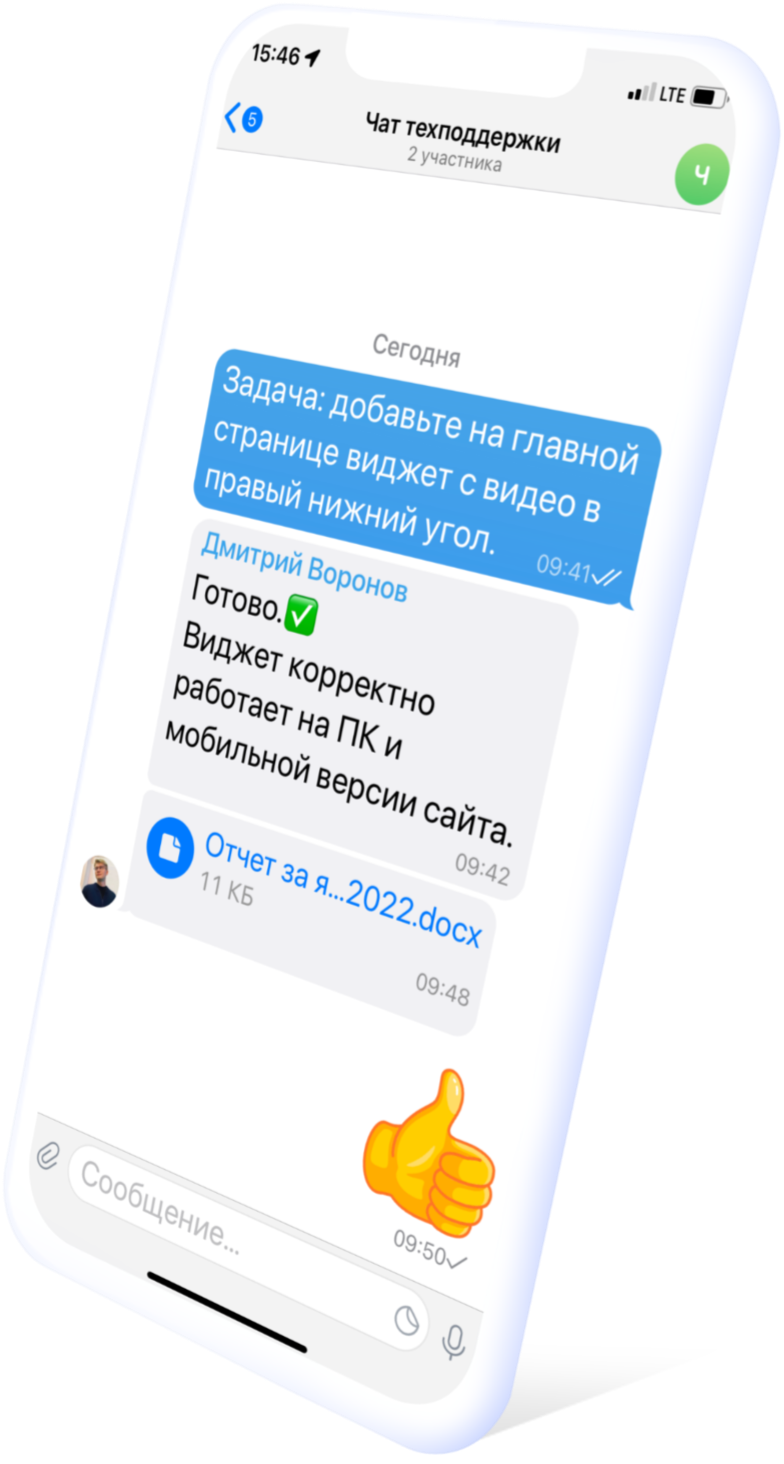 15:46
LTE
5
Чат техподдержки
2 участника
Ч
Сегодня
Задача: добавьте на главной
странице виджет с видео в
правый нижний угол.
09:41
Дмитрий Воронов
Готово.✅
Виджет корректно
работает на ПК и
мобильной версии сайта.
09:42
Отчет за я...2022.docx
11 КБ
09:48
09:50
Сообщение...